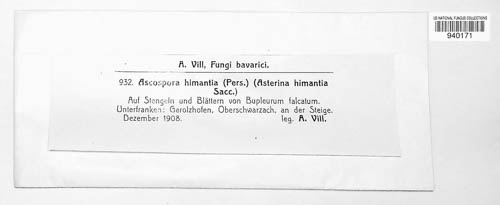 US NATIONAL FUNGUS COLLECTIONS
940171
A. Vill, Fungi bavarici.
932. Ascospora himantia (Pers.) (Asterina himantia
Sacc.)
Auf Stengeln und Blättern von Bupleurum falcatum.
Unterfranken: Gerolzhofen, Oberschwarzach, an der Steige.
Dezember 1908. leg. A. Vill.